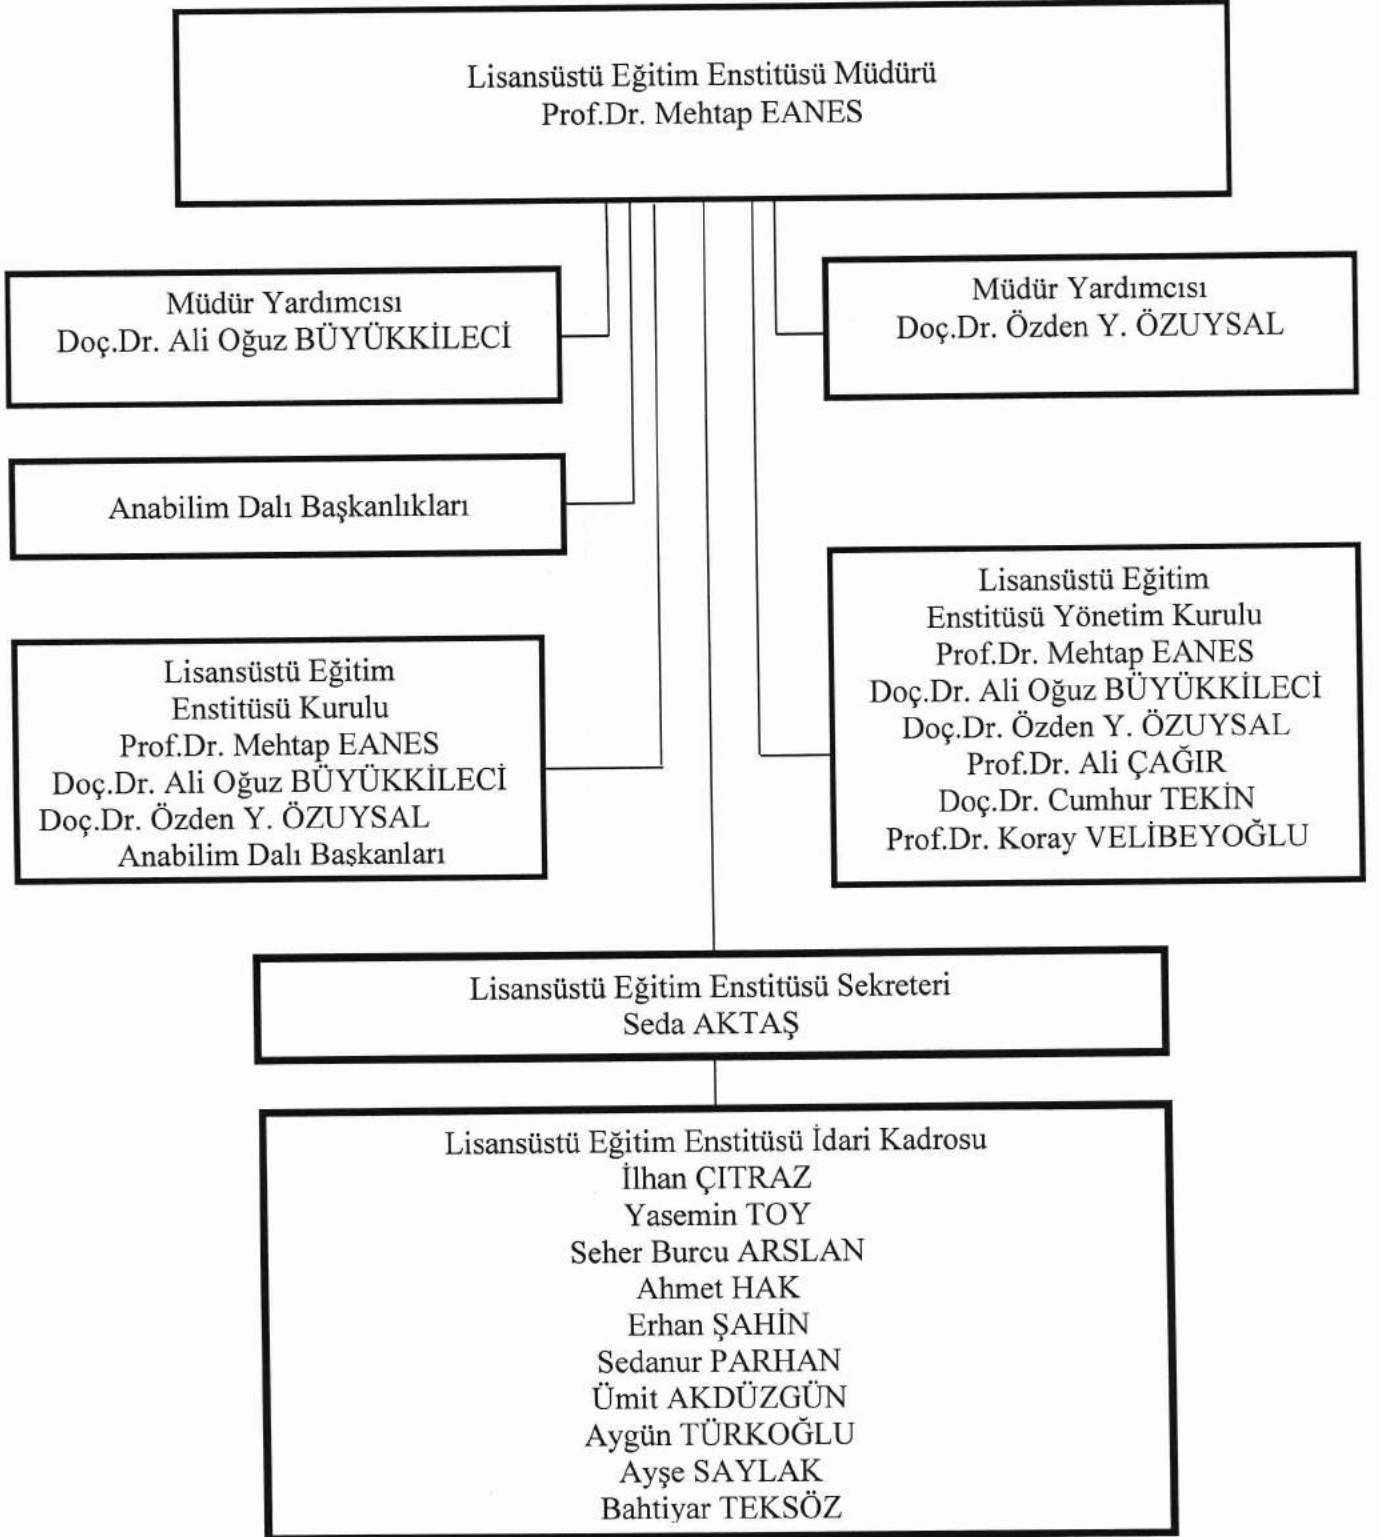 Lisansüstü Eğitim Enstitüsü Müdürü
Prof.Dr. Mehtap EANES
Müdür Yardımcısı
Doç.Dr. Ali Oğuz BÜYÜKKİLECİ
Müdür Yardımcısı
Doç.Dr. Özden Y. ÖZUYSAL
Anabilim Dalı Başkanlıkları
Lisansüstü Eğitim
Enstitüsü Kurulu
Prof.Dr. Mehtap EANES
Doç.Dr. Ali Oğuz BÜYÜKKİLECİ
Doç.Dr. Özden Y. ÖZUYSAL
Anabilim Dalı Başkanları
Lisansüstü Eğitim
Enstitüsü Yönetim Kurulu
Prof.Dr. Mehtap EANES
Doç.Dr. Ali Oğuz BÜYÜKKİLECİ
Doç.Dr. Özden Y. ÖZUYSAL
Prof.Dr. Ali ÇAĞIR
Doç.Dr. Cumhur TEKİN
Prof.Dr. Koray VELİBEYOĞLU
Lisansüstü Eğitim Enstitüsü Sekreteri
Seda AKTAŞ
Lisansüstü Eğitim Enstitüsü İdari Kadrosu
İlhan ÇITRAZ
Yasemin TOY
Seher Burcu ARSLAN
Ahmet HAK
Erhan ŞAHİN
Sedanur PARHAN
Ümit AKDÜZGÜN
Aygün TÜRKOĞLU
Ayşe SAYLAK
Bahtiyar TEKSÖZ